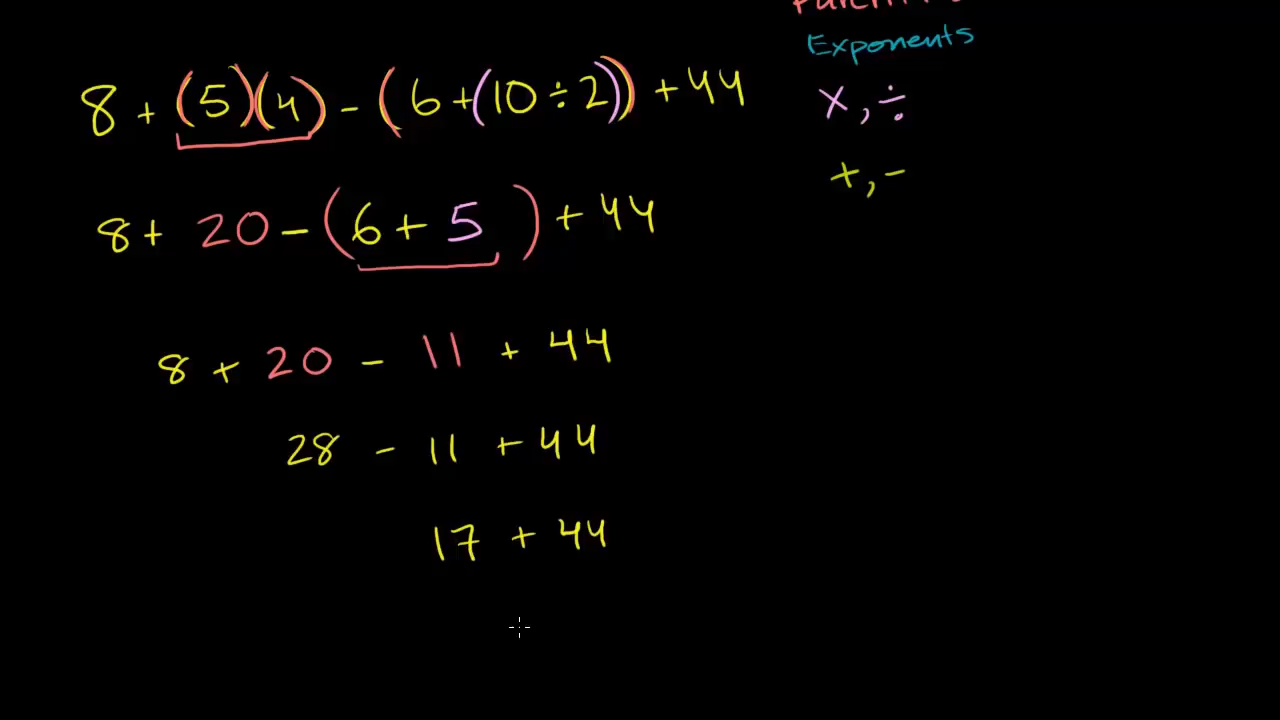 Exponents
8 + (5)(4) - (6 + (10 ÷ 2)) + 44
x, ÷
+, -
8 + 20 - (6 + 5) + 44
8 + 20 - 11 + 44
28 - 11 + 44
17 + 44